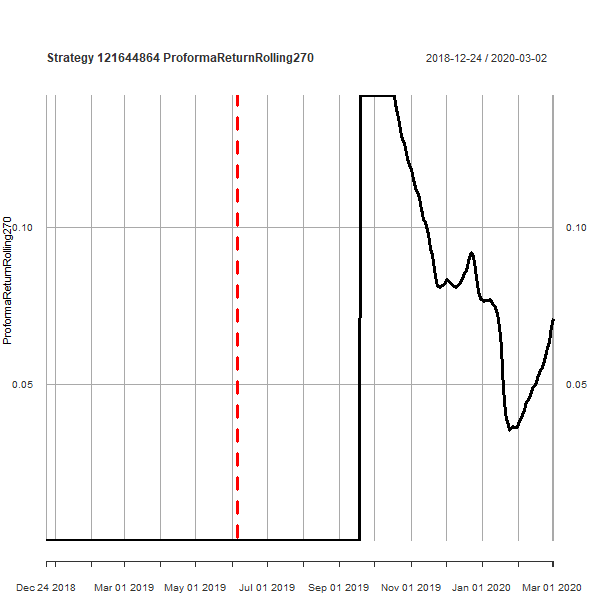 Strategy 121644864 ProformaReturnRolling270
2018-12-24 / 2020-03-02
ProformaReturnRolling270
0.10
0.10
0.05
0.05
Dec 24 2018
Mar 01 2019
May 01 2019
Jul 01 2019
Sep 01 2019
Nov 01 2019
Jan 01 2020
Mar 01 2020